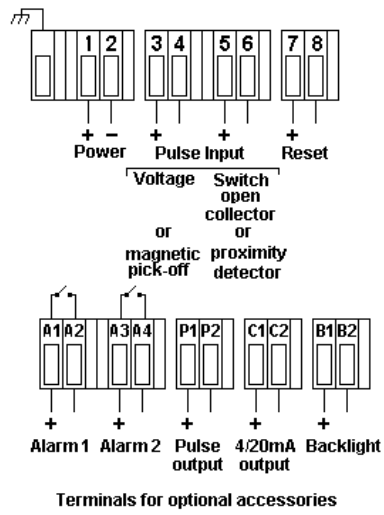 1 2 3 4 5 6 7 8
+ − + + +
Power Pulse Input Reset
Voltage Switch
open
collector
or or
magnetic proximity
pick-off detector
A1 A2 A3 A4 P1 P2 C1 C2 B1 B2
+ + + + +
Alarm 1 Alarm 2 Pulse 4/20mA Backlight
output output
Terminals for optional accessories